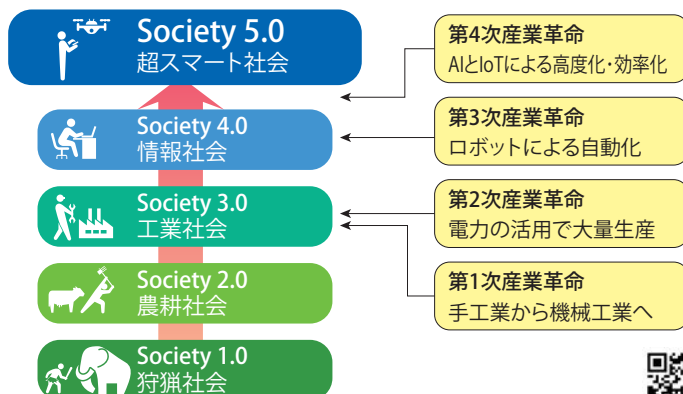 Society 5.0
超スマート社会
Society 4.0
情報社会
Society 3.0
工業社会
Society 2.0
農耕社会
Society 1.0
狩猟社会
第4次産業革命
AIとIoTによる高度化・効率化
第3次産業革命
ロボットによる自動化
第2次産業革命
電力の活用で大量生産
第1次産業革命
手工業から機械工業へ